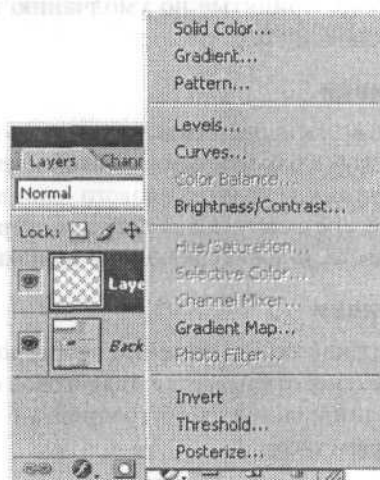 Solid Color...
Gradient...
Pattern...
Levels...
Curves...
Color Balance...
Brightness/Contrast...
Hue/Saturation...
Selective Color...
Channel Mixer...
Gradient Map...
Photo Filter...
Invert
Threshold...
Posterize...
Layers Chann
Normal
Lock:
Laye
Back